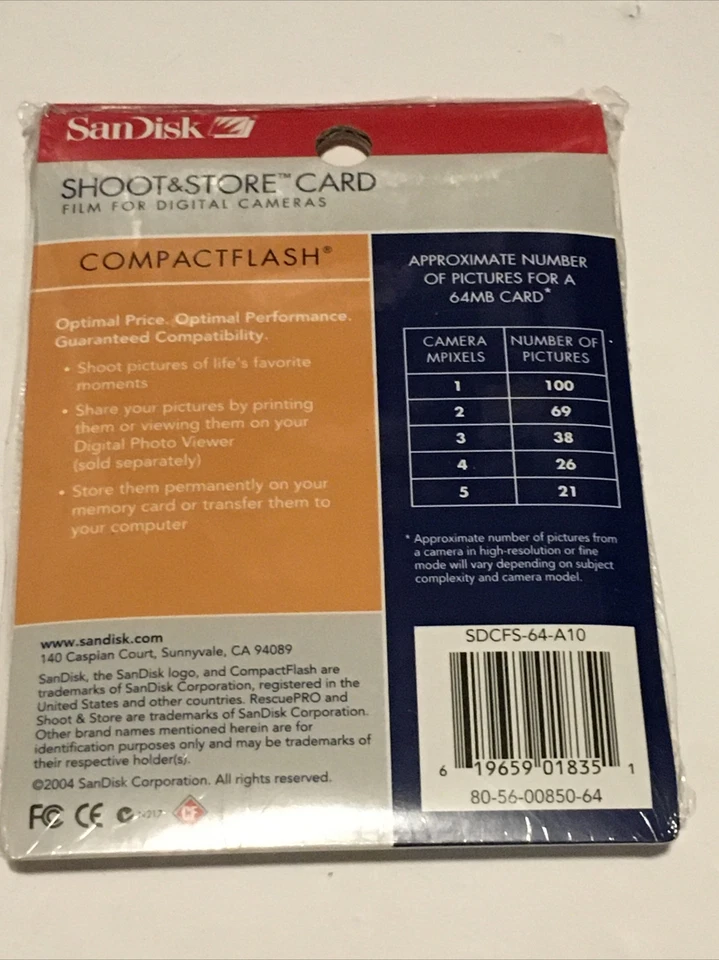 SanDisk
SHOOT&STORE™ CARD
FILM FOR DIGITAL CAMERAS
COMPACTFLASH®
Optimal Price. Optimal Performance.
Guaranteed Compatibility.
• Shoot pictures of life's favorite
moments
• Share your pictures by printing
them or viewing them on your
Digital Photo Viewer
(sold separately)
• Store them permanently on your
memory card or transfer them to
your computer
APPROXIMATE NUMBER
OF PICTURES FOR A
64MB CARD*
CAMERA MPIXELS NUMBER OF PICTURES
1 100
2 69
3 38
4 26
5 21
* Approximate number of pictures from
a camera in high-resolution or fine
mode will vary depending on subject
complexity and camera model.
www.sandisk.com
140 Caspian Court, Sunnyvale, CA 94089
SanDisk, the SanDisk logo, and CompactFlash are
trademarks of SanDisk Corporation, registered in the
United States and other countries. RescuePRO and
Shoot & Store are trademarks of SanDisk Corporation.
Other brand names mentioned herein are for
identification purposes only and may be trademarks of
their respective holder(s).
©2004 SanDisk Corporation. All rights reserved.
FC CE CF
SDCFS-64-A10
6 19659 01835 1
80-56-00850-64